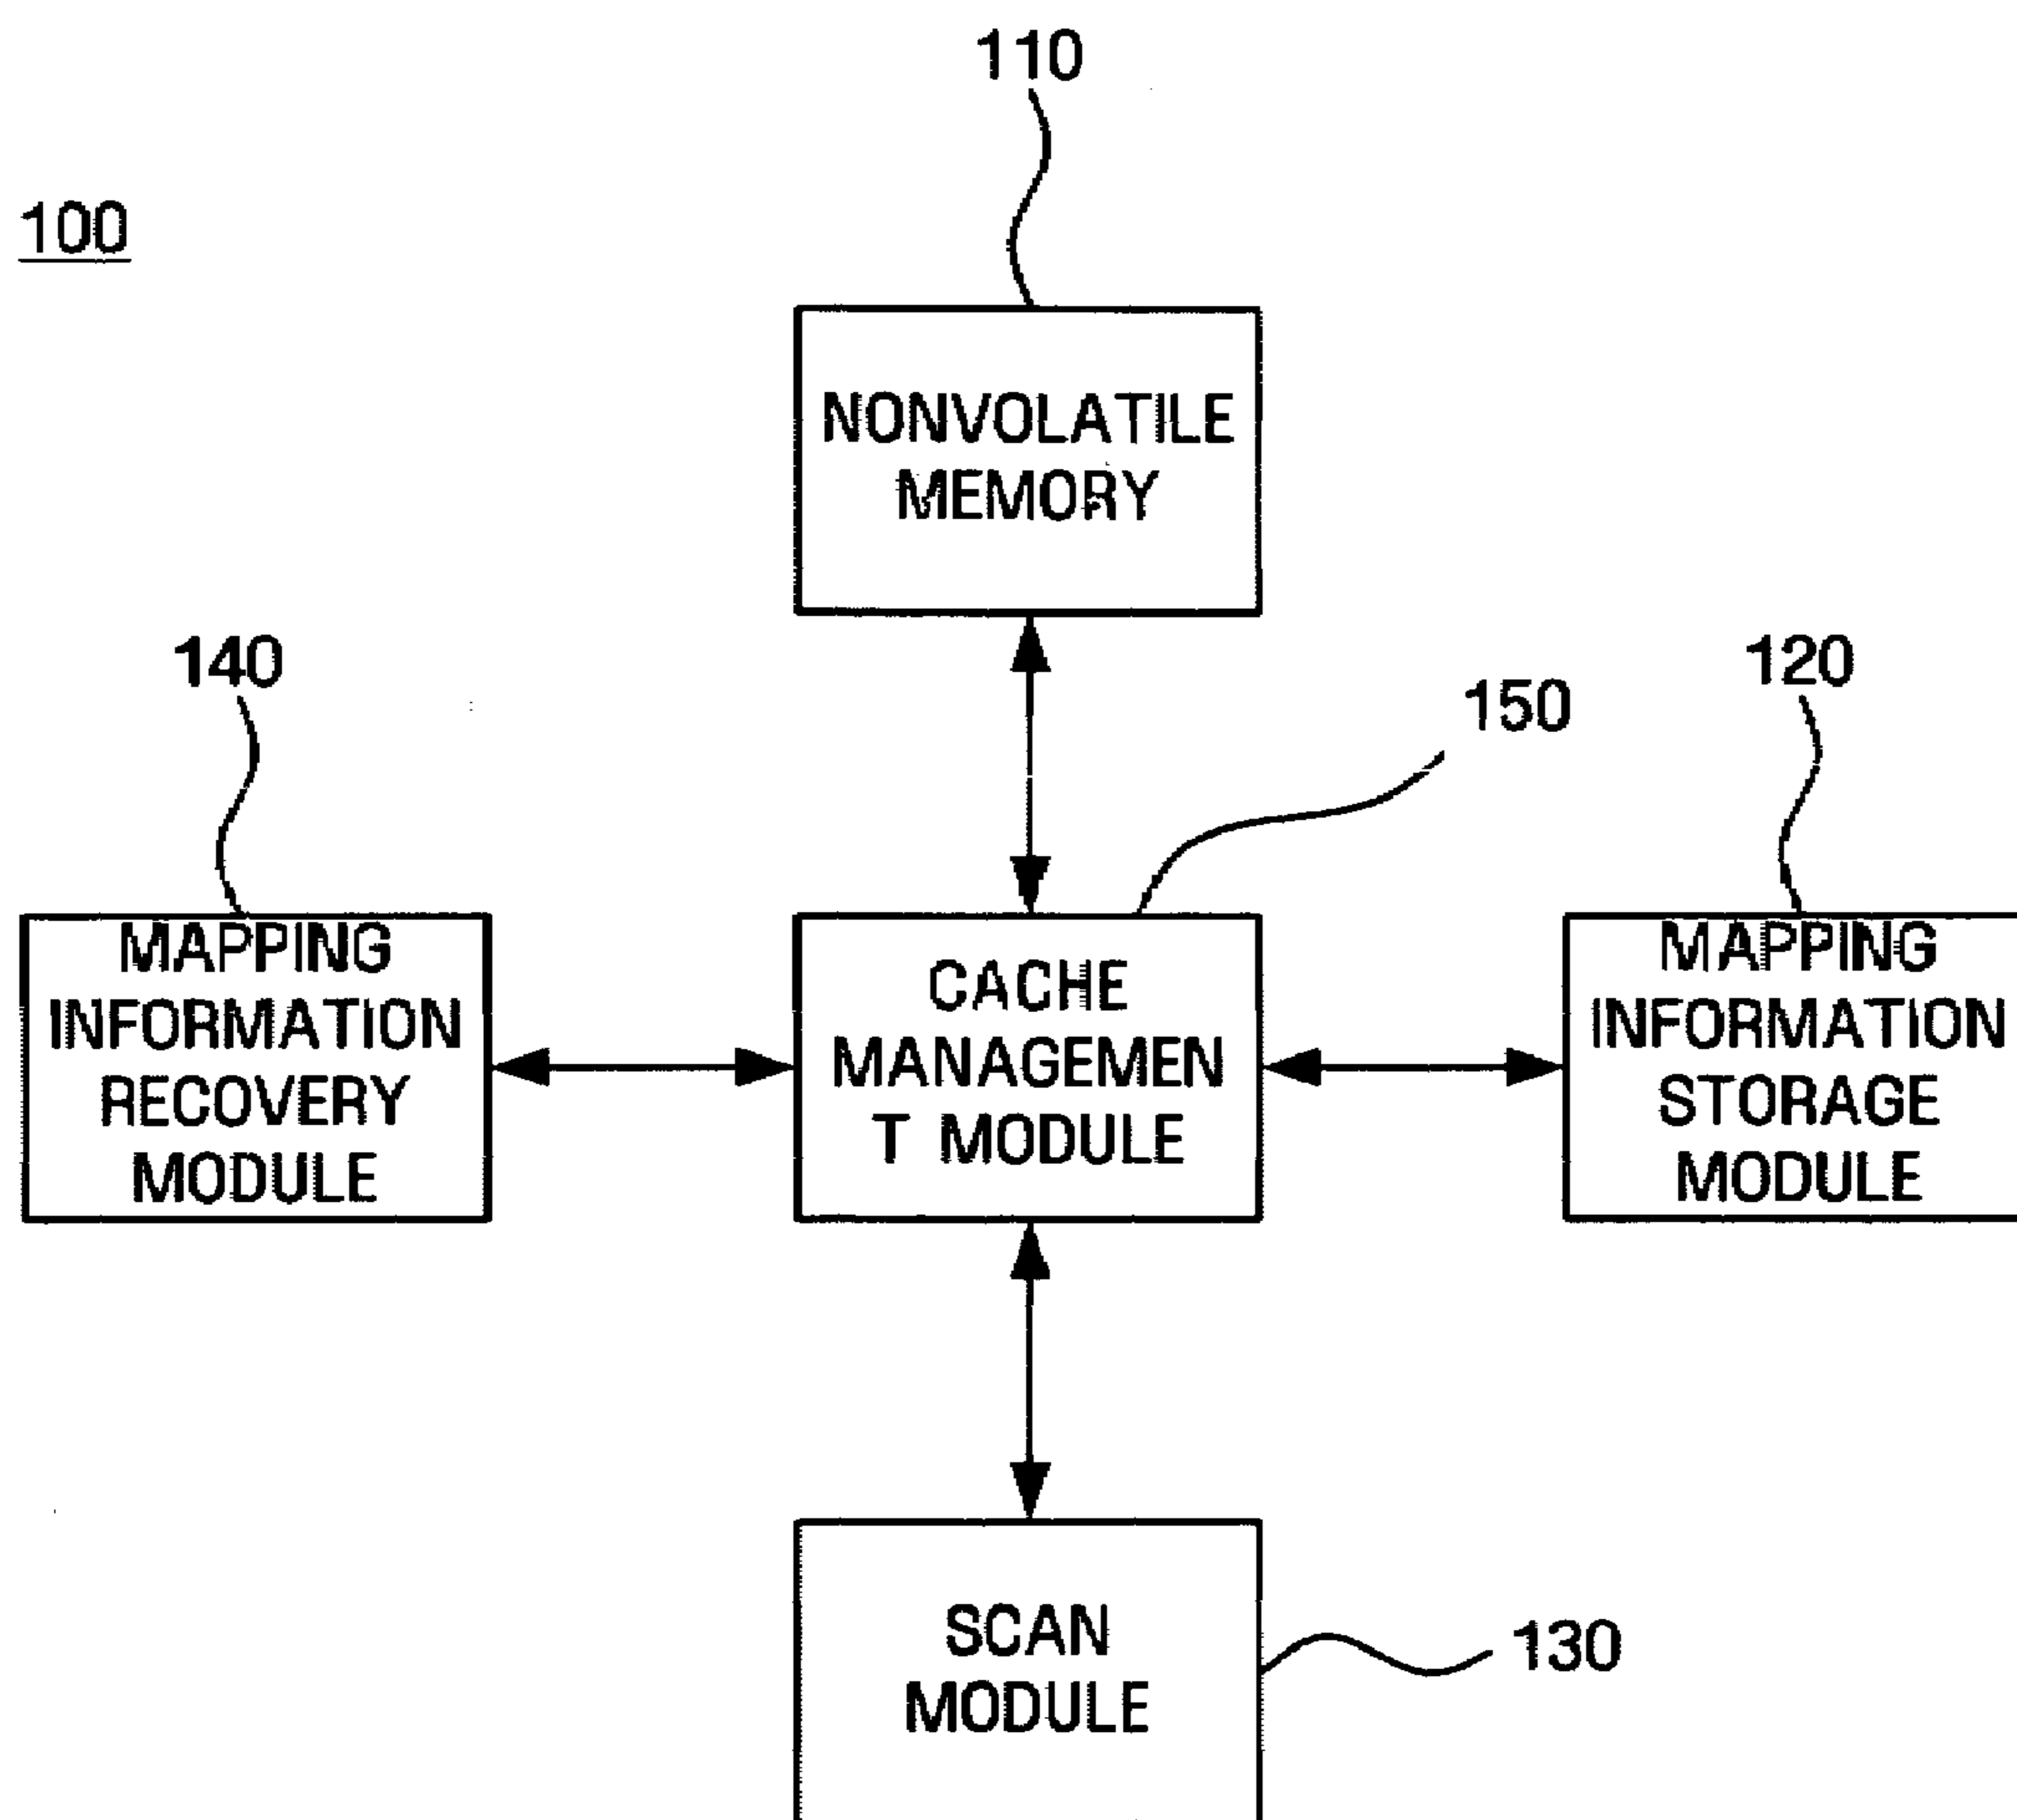 110
100
NONVOLATILE
MEMORY
140
120
150
MAPPING
INFORMATION
RECOVERY
MODULE
CACHE
MANAGEMEN
T MODULE
MAPPING
INFORMATION
STORAGE
MODULE
SCAN
MODULE
130